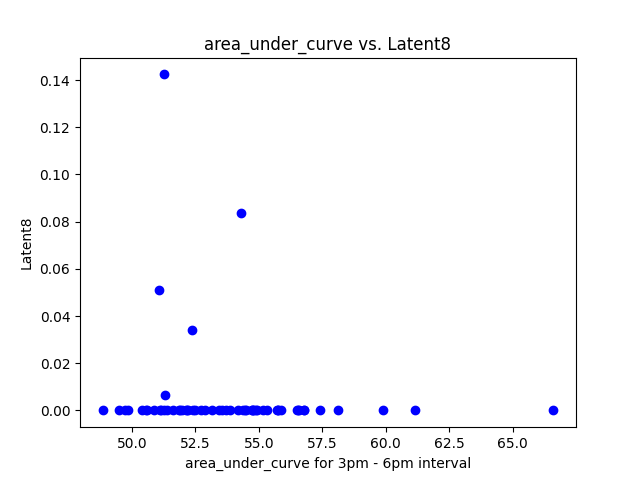 area_under_curve vs. Latent8
0.14
0.12
0.10
0.08
0.06
0.04
0.02
0.00
Latent8
50.0 52.5 55.0 57.5 60.0 62.5 65.0
area_under_curve for 3pm - 6pm interval